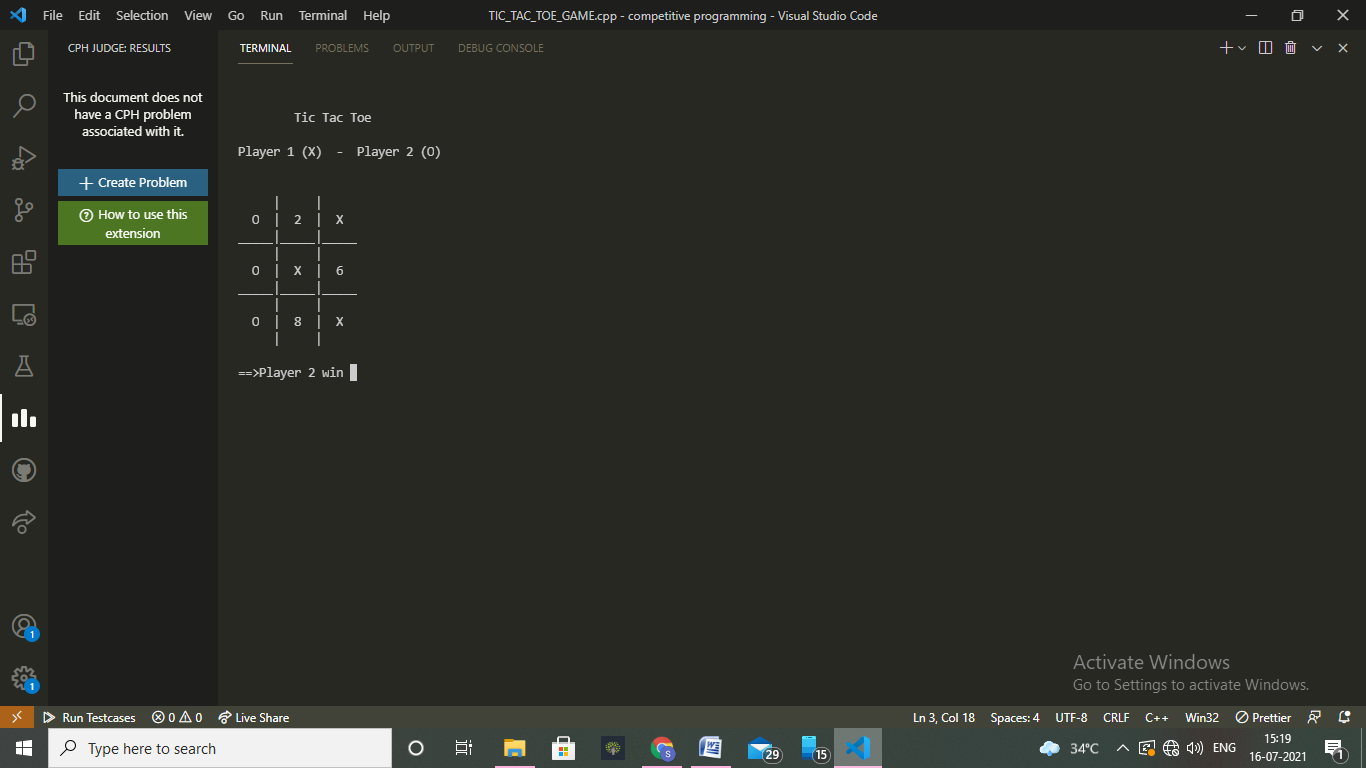 File Edit Selection View Go Run Terminal Help
TIC_TAC_TOE_GAME.cpp - competitive programming - Visual Studio Code
CPH JUDGE: RESULTS
This document does not
have a CPH problem
associated with it.
+ Create Problem
How to use this
extension
TERMINAL PROBLEMS OUTPUT DEBUG CONSOLE
Tic Tac Toe
Player 1 (X) - Player 2 (O)
O | 2 | X
O | X | 6
O | 8 | X
==>Player 2 win
Activate Windows
Go to Settings to activate Windows.
1
1
Run Testcases 0 0 Live Share
Ln 3, Col 18 Spaces: 4 UTF-8 CRLF C++ Win32 Prettier
Type here to search
29
15
34°C
ENG
15:19
16-07-2021
1